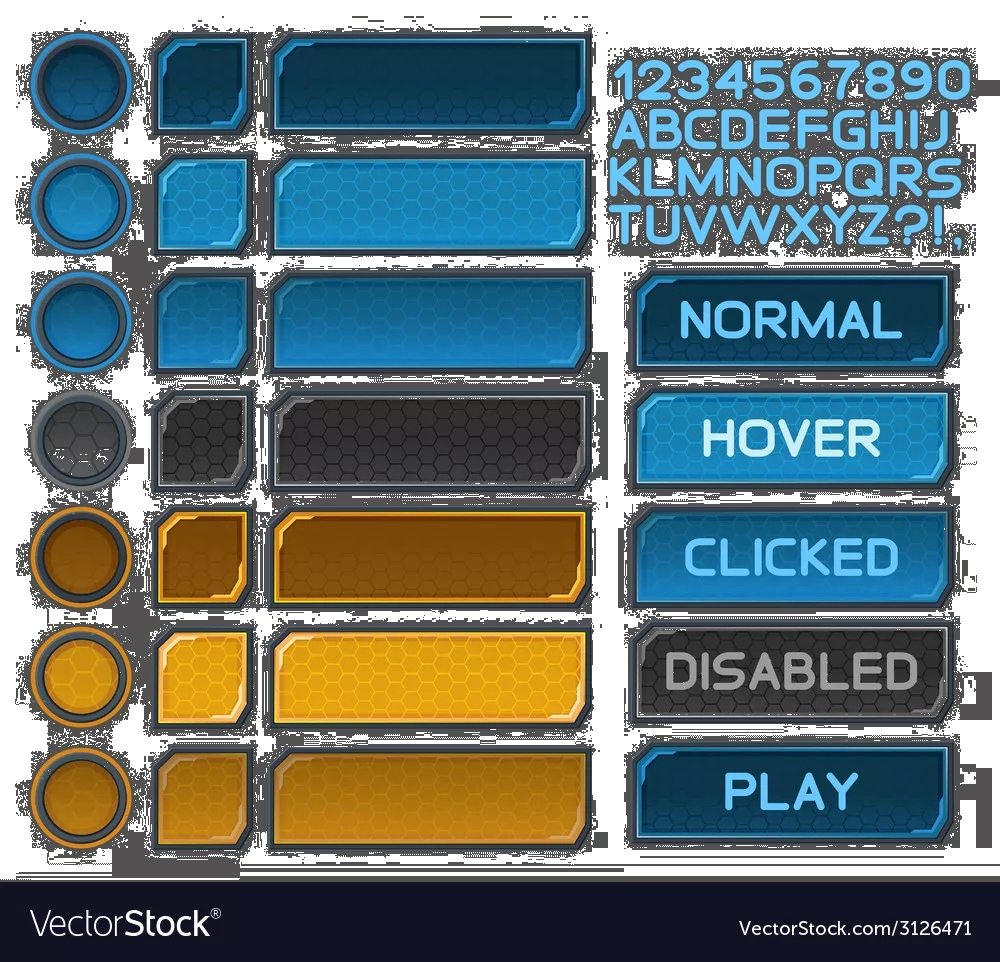 1234567890
ABCDEFGHIJ
KLMNOPQRS
TUVWXYZ?!,
NORMAL
HOVER
CLICKED
DISABLED
PLAY
VectorStock®
VectorStock.com/3126471